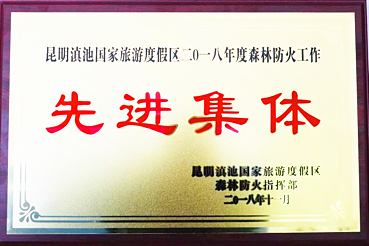 昆明滇池国家旅游度假区二〇一八年度森林防火工作
先进集体
昆明滇池国家旅游度假区
森林防火指挥部
二〇一八年十一月